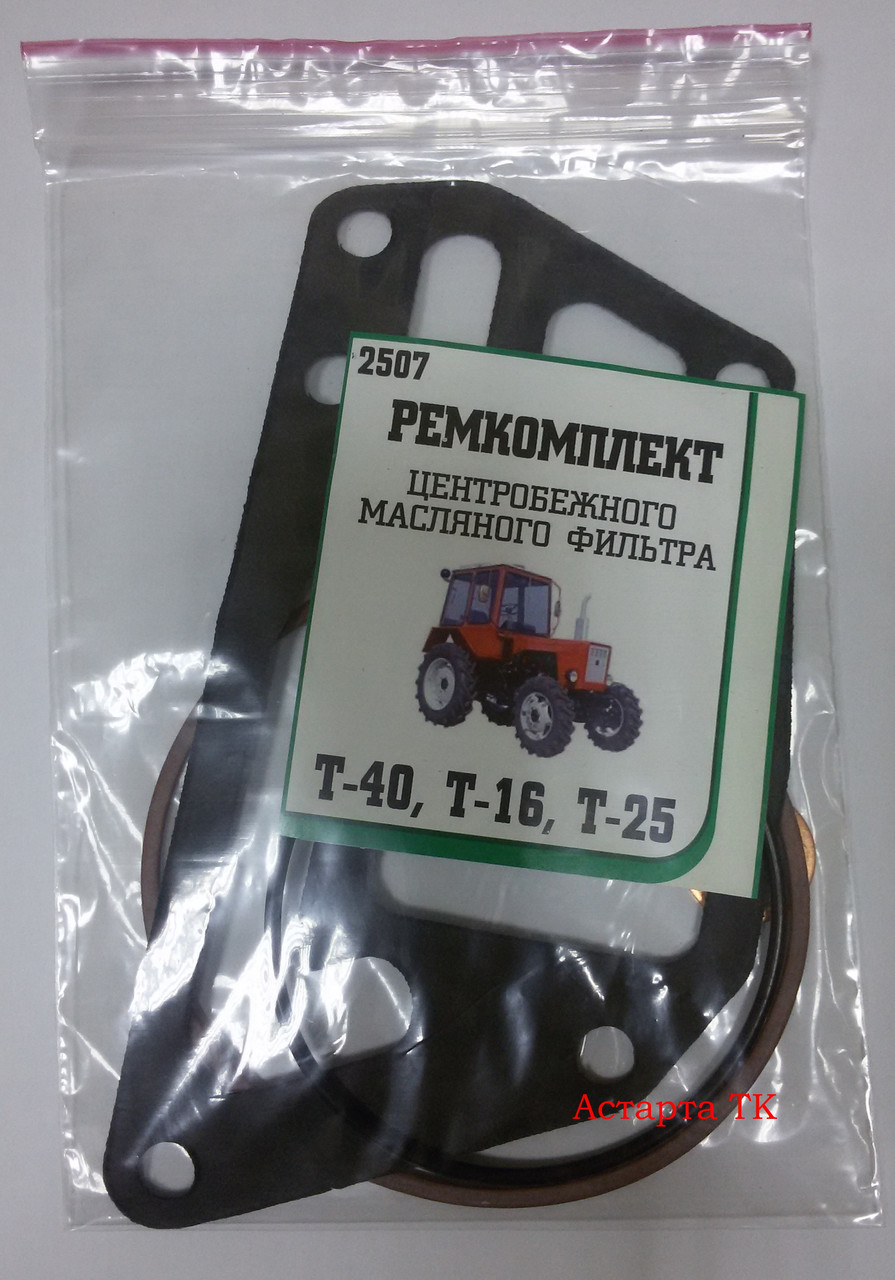 2507
РЕМКОМПЛЕКТ
ЦЕНТРОБЕЖНОГО
МАСЛЯНОГО ФИЛЬТРА
Т-40, Т-16, Т-25
Астарта ТК